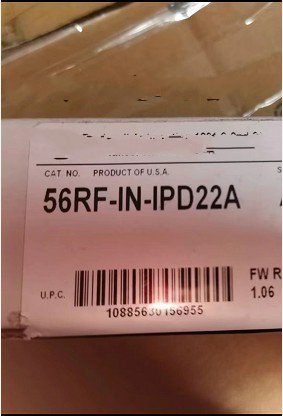 CAT. NO. PRODUCT OF U.S.A.
56RF-IN-IPD22A
FW R
U.P.C. 1.06
10885630156955